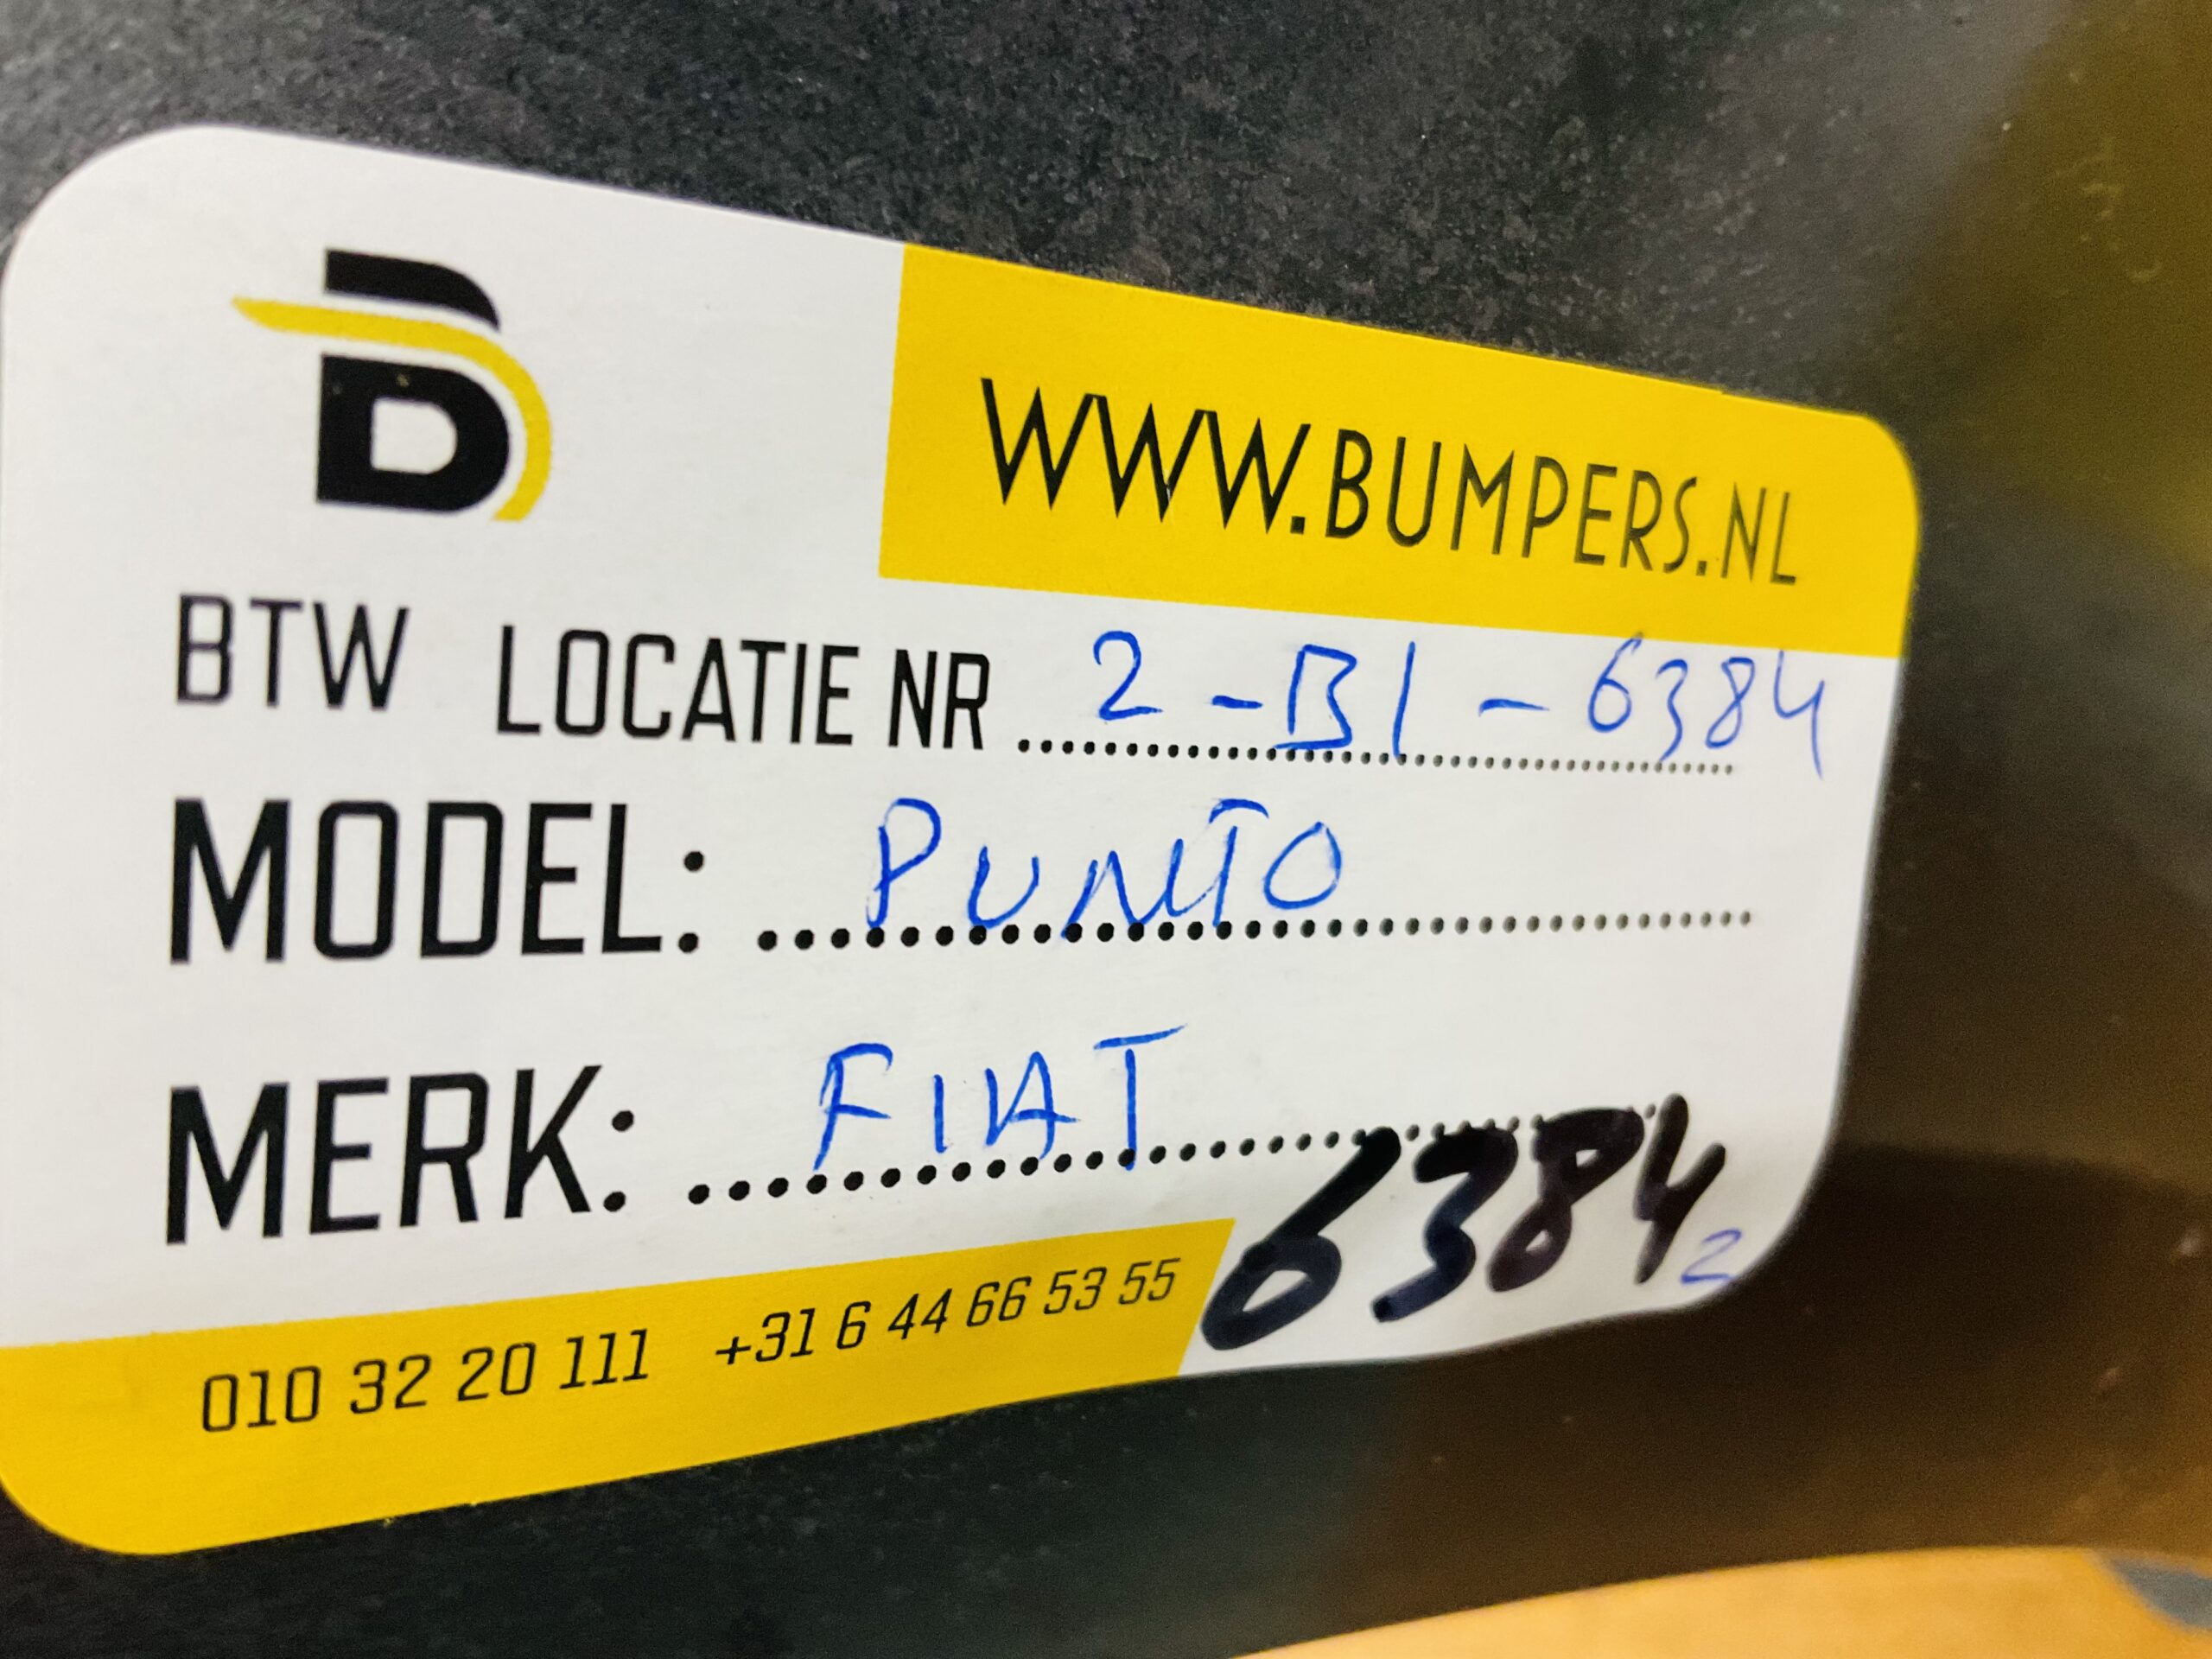 B
WWW.BUMPERS.NL
BTW LOCATIE NR 2-B1-6384
MODEL: PUNTO
MERK: FIAT
6384 2
010 32 20 111 +31 6 44 66 53 55